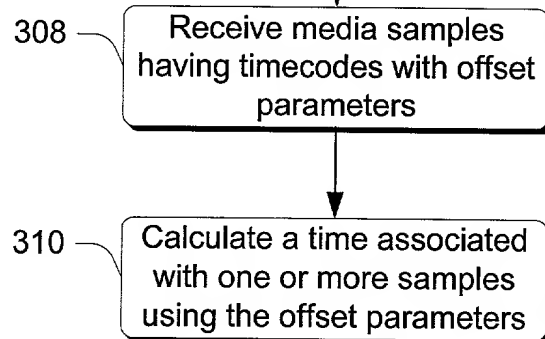 308
Receive media samples
having timecodes with offset
parameters
310
Calculate a time associated
with one or more samples
using the offset parameters